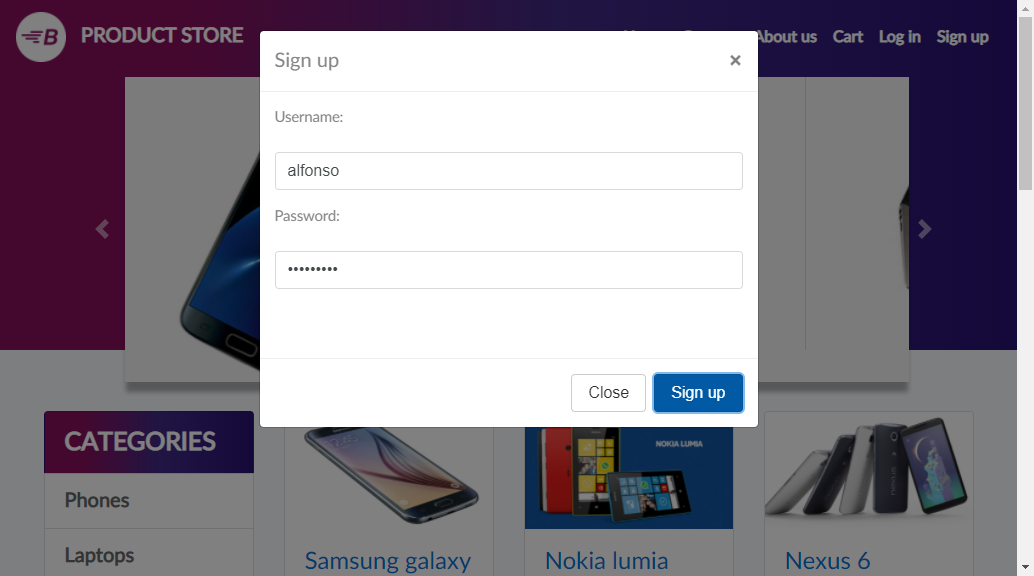 B PRODUCT STORE
About us Cart Log in Sign up
Sign up ×
Username:
alfonso
Password:
•••••••••
Close Sign up
CATEGORIES
Phones
Laptops
NOKIA LUMIA
Samsung galaxy
Nokia lumia
Nexus 6